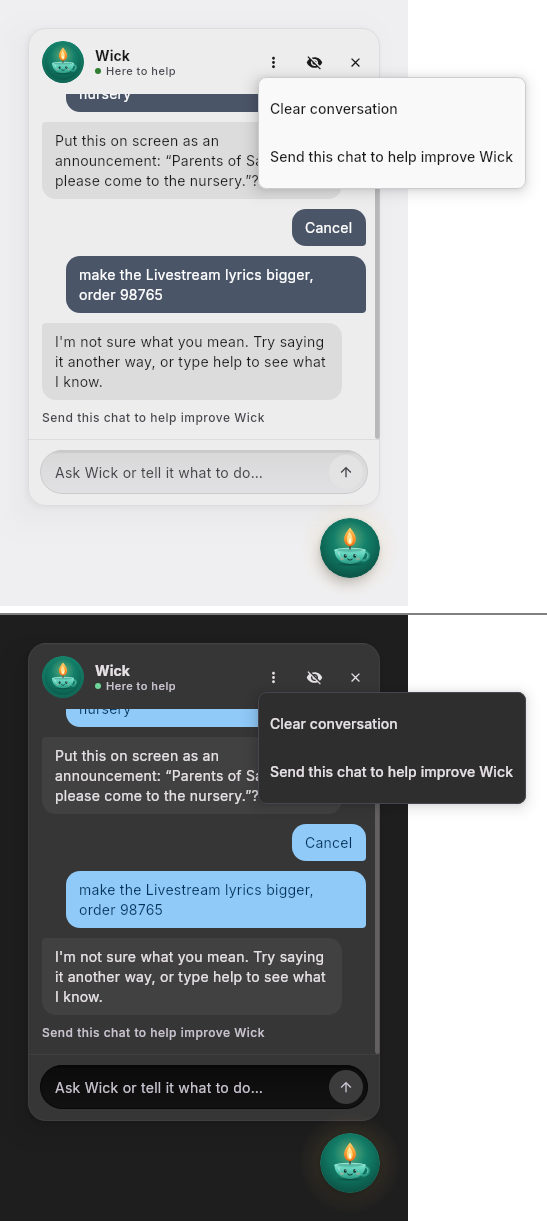 Wick
Here to help
Clear conversation
Send this chat to help improve Wick
nursery
Put this on screen as an
announcement: “Parents of Sa
please come to the nursery.”?
Cancel
make the Livestream lyrics bigger,
order 98765
I'm not sure what you mean. Try saying
it another way, or type help to see what
I know.
Send this chat to help improve Wick
Ask Wick or tell it what to do...
Wick
Here to help
Clear conversation
Send this chat to help improve Wick
nursery
Put this on screen as an
announcement: “Parents of Sa
please come to the nursery.”?
Cancel
make the Livestream lyrics bigger,
order 98765
I'm not sure what you mean. Try saying
it another way, or type help to see what
I know.
Send this chat to help improve Wick
Ask Wick or tell it what to do...